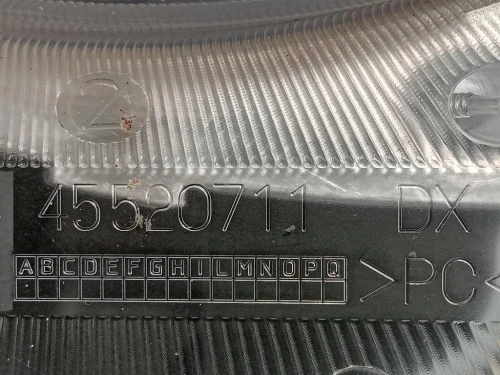 2
45520711 DX
ABCDEFGHILMNOPQ
>PC<